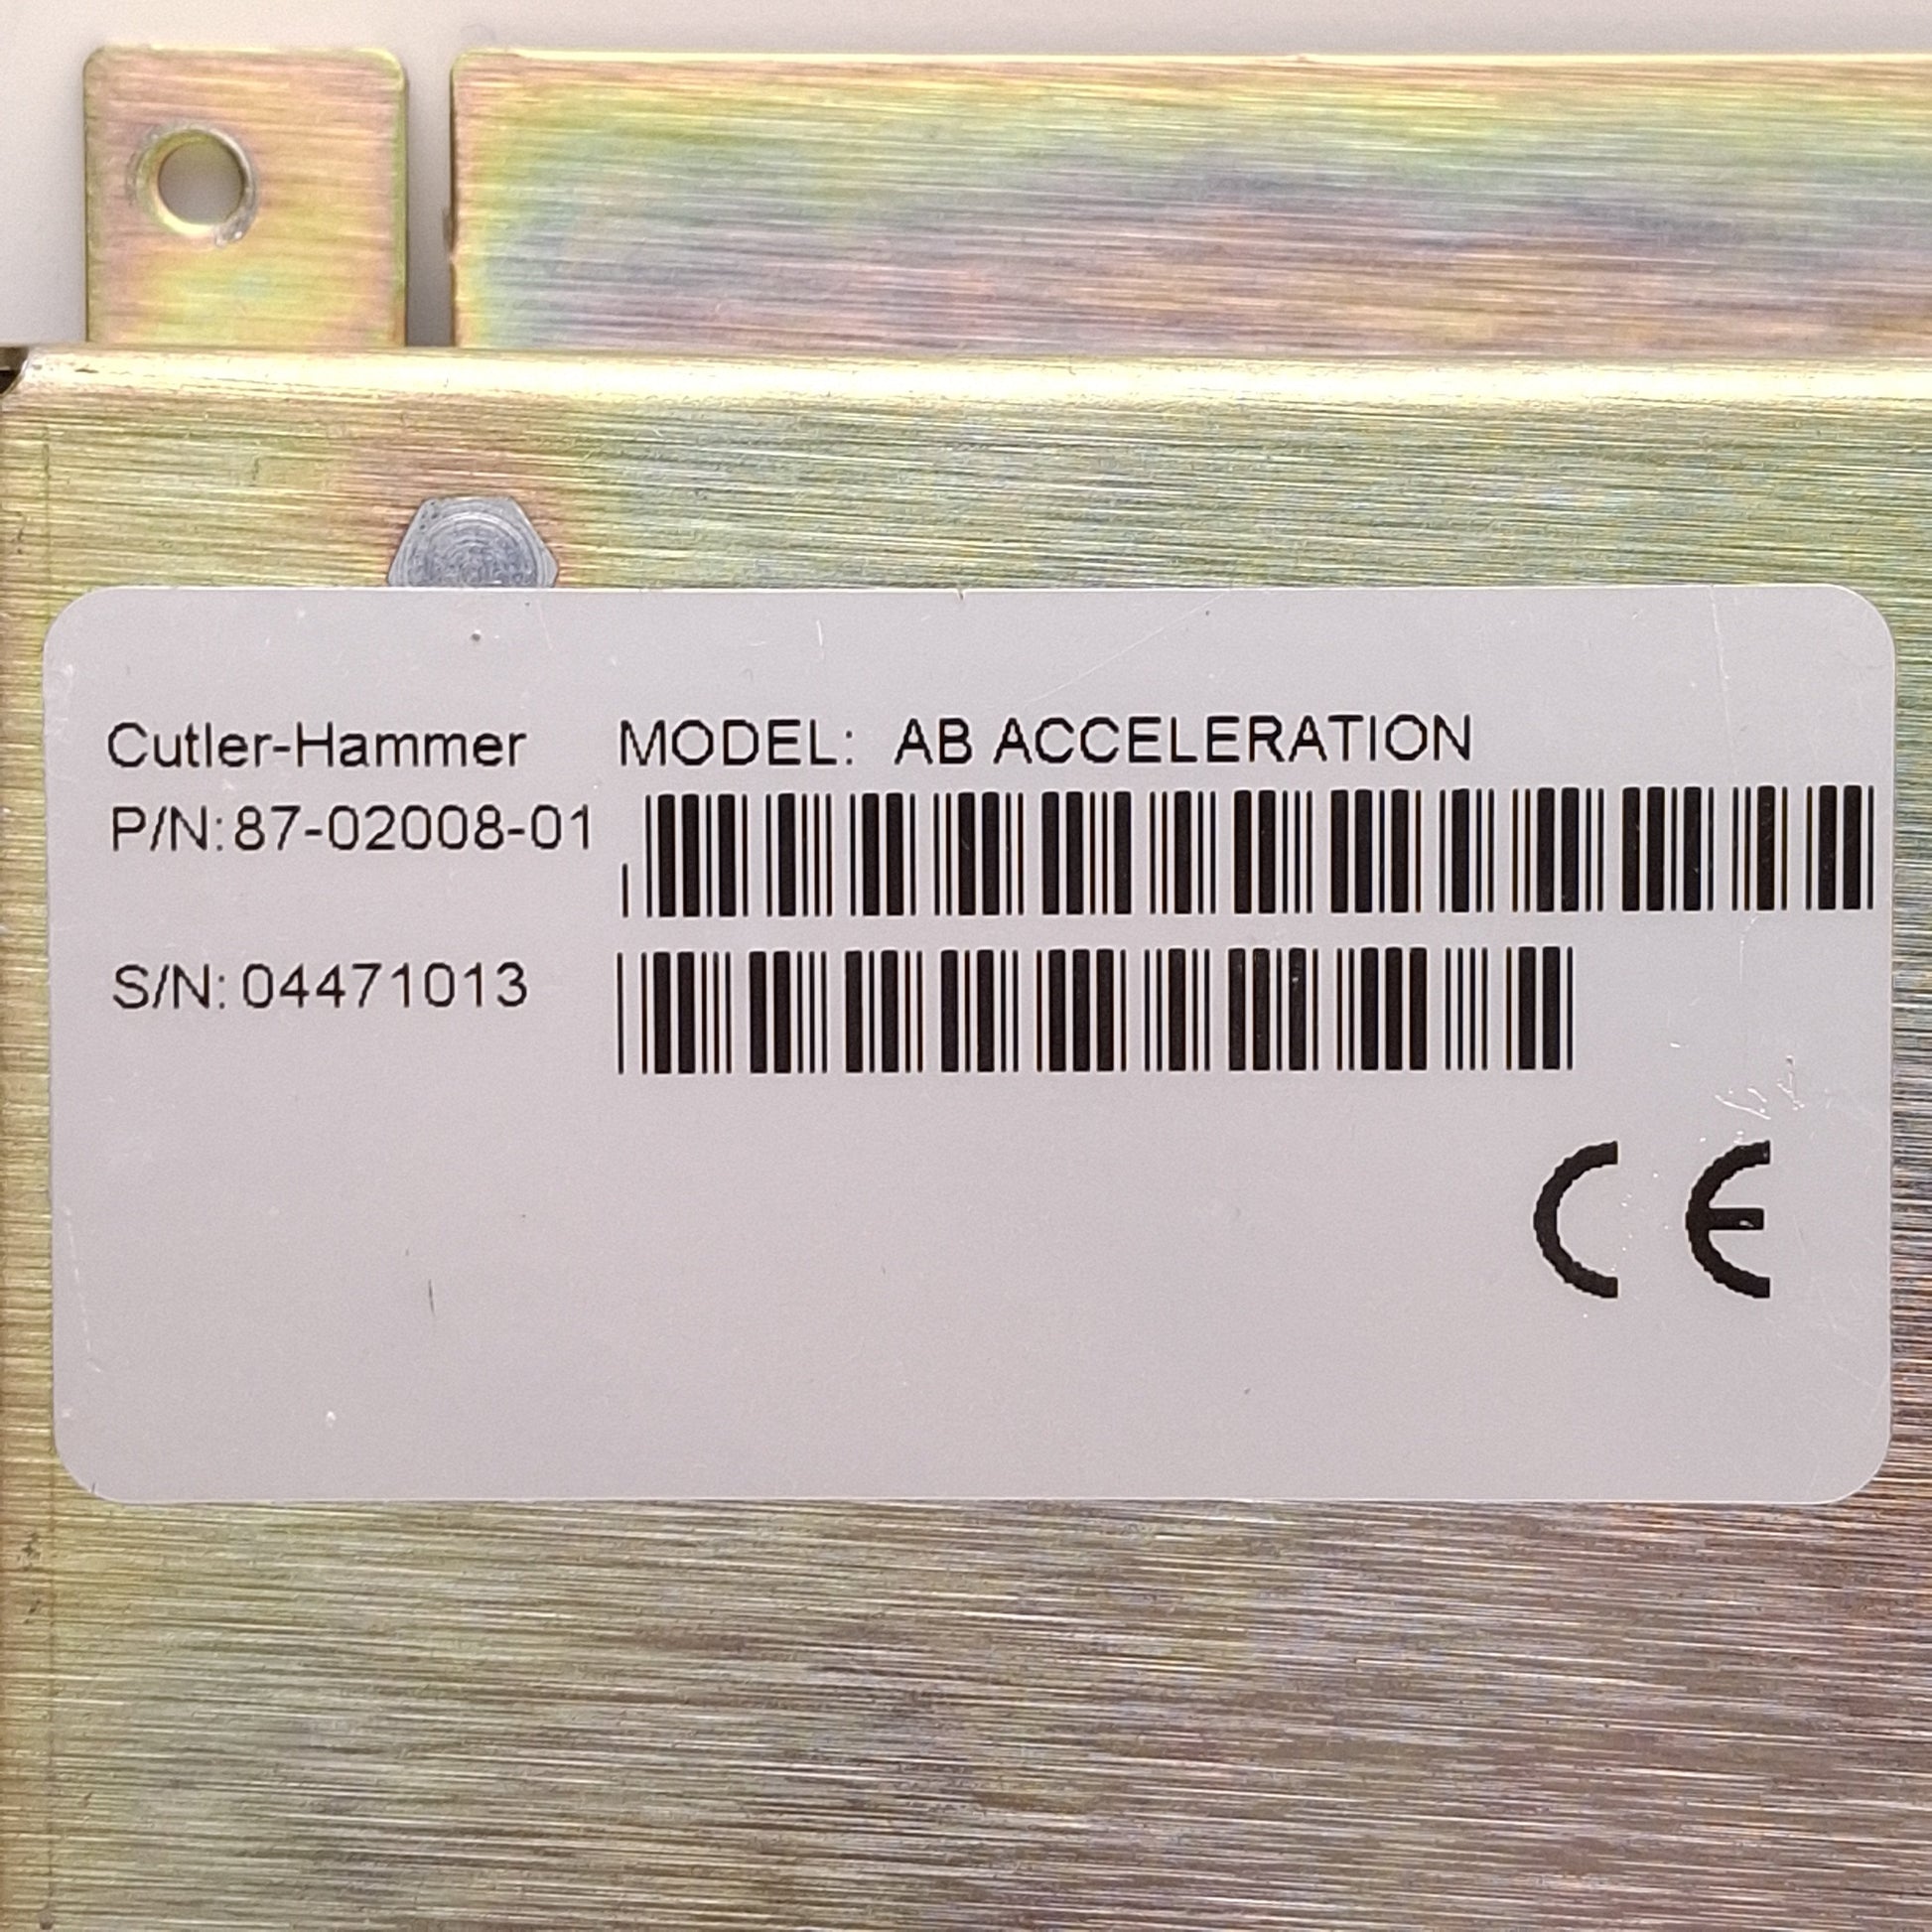 Cutler-Hammer MODEL: AB ACCELERATION
P/N: 87-02008-01
S/N: 04471013
CE